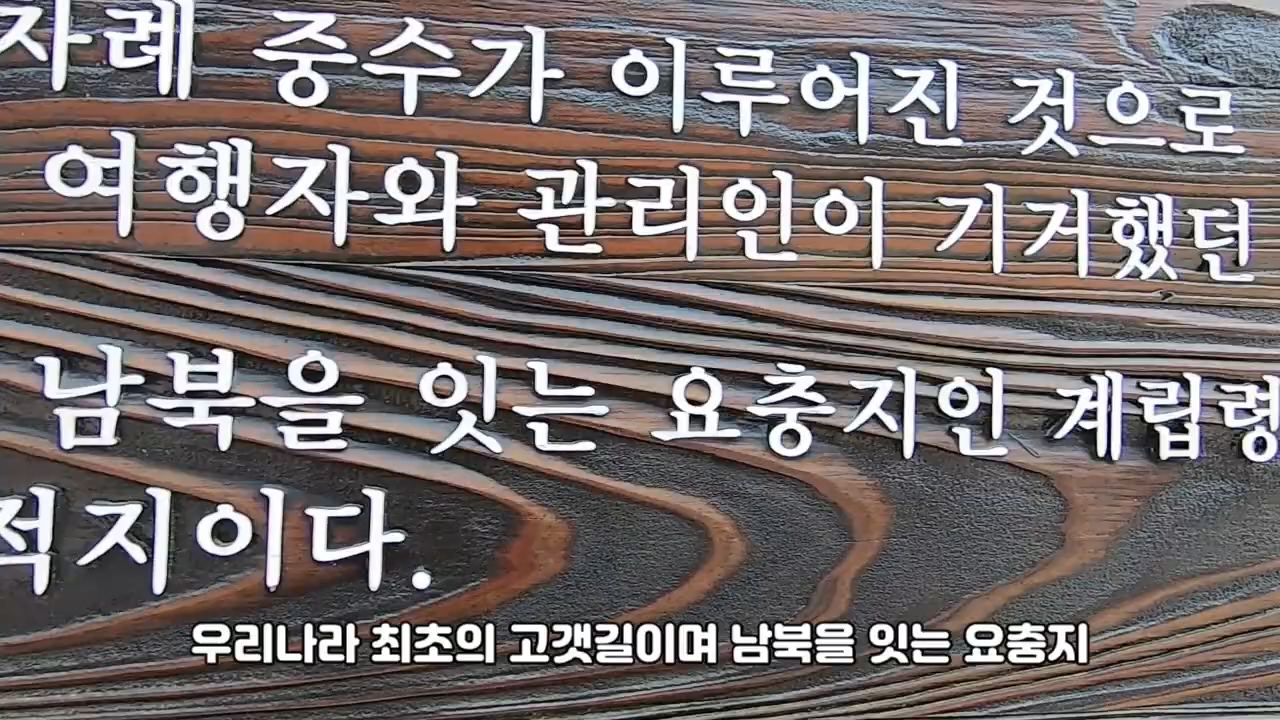 차례 중수가 이루어진 것으로
여행자와 관리인이 기거했던
남북을 잇는 요충지인 계립령
적지이다.
우리나라 최초의 고갯길이며 남북을 잇는 요충지